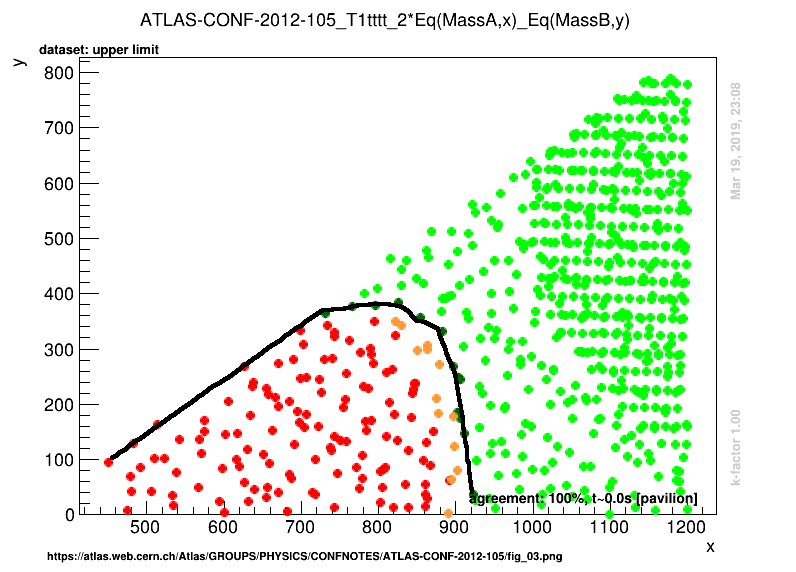 ATLAS-CONF-2012-105_T1tttt_2*Eq(MassA,x)_Eq(MassB,y)
dataset: upper limit
y
800
700
600
500
400
300
200
100
0
500
600
700
800
900
1000
1100
1200
x
agreement: 100%, t~0.0s [pavilion]
Mar 19, 2019, 23:08
k-factor 1.00
https://atlas.web.cern.ch/Atlas/GROUPS/PHYSICS/CONFNOTES/ATLAS-CONF-2012-105/fig_03.png